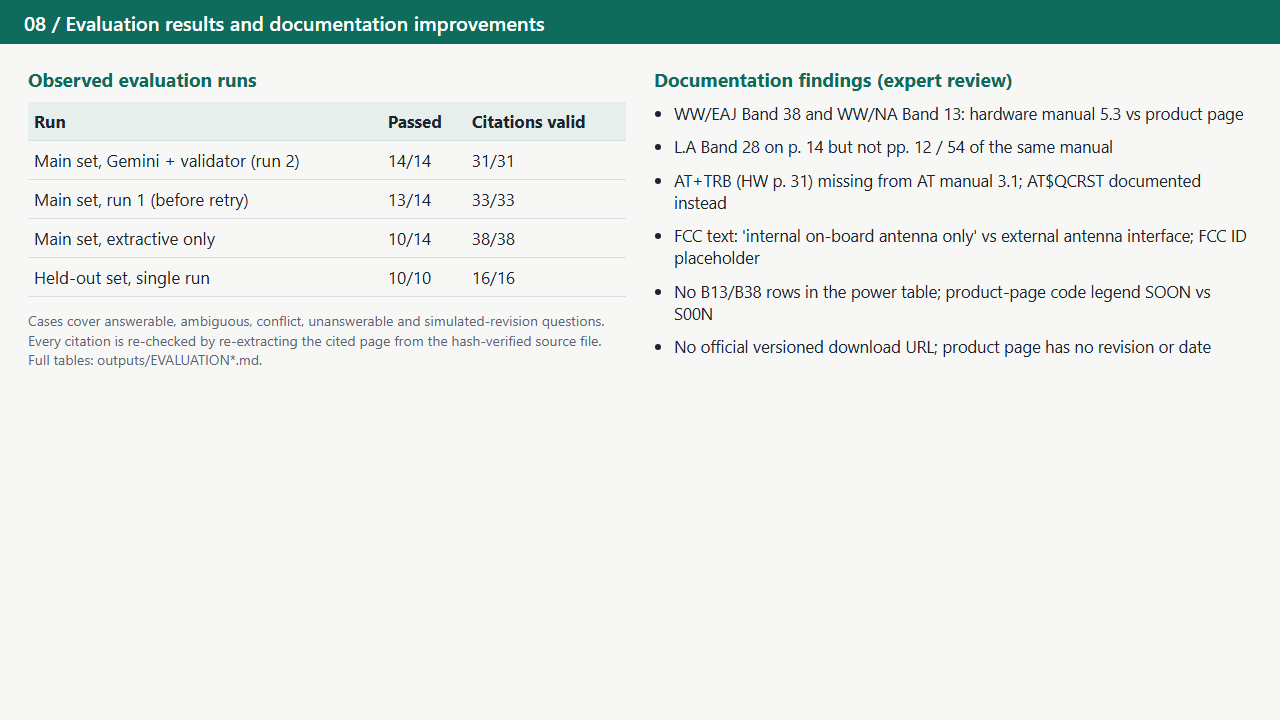 08 / Evaluation results and documentation improvements
Observed evaluation runs
Run Passed Citations valid
Main set, Gemini + validator (run 2) 14/14 31/31
Main set, run 1 (before retry) 13/14 33/33
Main set, extractive only 10/14 38/38
Held-out set, single run 10/10 16/16
Cases cover answerable, ambiguous, conflict, unanswerable and simulated-revision questions.
Every citation is re-checked by re-extracting the cited page from the hash-verified source file.
Full tables: outputs/EVALUATION*.md.
Documentation findings (expert review)
• WW/EAJ Band 38 and WW/NA Band 13: hardware manual 5.3 vs product page
• L.A Band 28 on p. 14 but not pp. 12 / 54 of the same manual
• AT+TRB (HW p. 31) missing from AT manual 3.1; AT$QCRST documented
instead
• FCC text: 'internal on-board antenna only' vs external antenna interface; FCC ID
placeholder
• No B13/B38 rows in the power table; product-page code legend SOON vs
S00N
• No official versioned download URL; product page has no revision or date